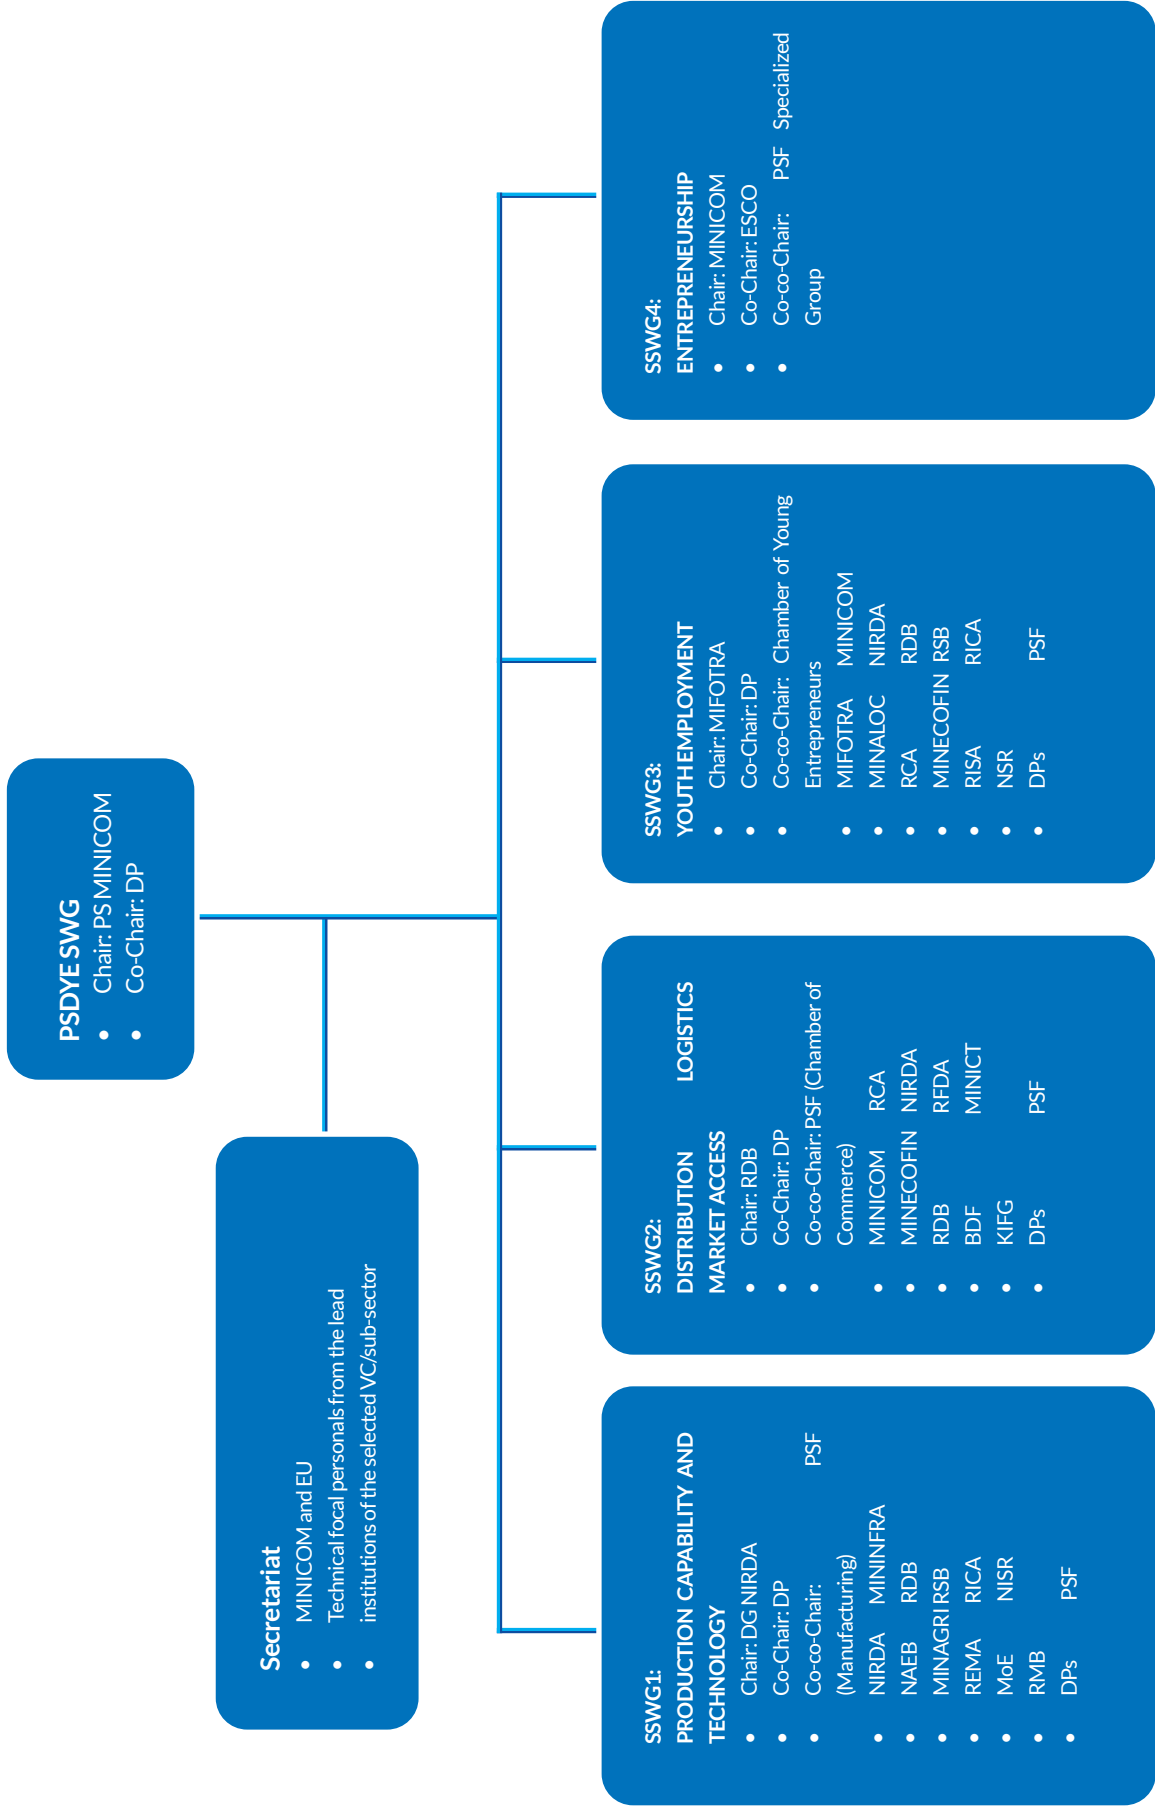 PSDYE SWG
• Chair: PS MINICOM
• Co-Chair: DP
Secretariat
• MINICOM and EU
• Technical focal personals from the lead
• institutions of the selected VC/sub-sector
SSWG1:
PRODUCTION CAPABILITY AND
TECHNOLOGY
• Chair: DG NIRDA
• Co-Chair: DP
• Co-co-Chair: PSF
(Manufacturing)
• NIRDA MININFRA
• NAEB RDB
• MINAGRI RSB
• REMA RICA
• MoE NISR
• RMB
• DPs PSF
SSWG2:
DISTRIBUTION LOGISTICS
MARKET ACCESS
• Chair: RDB
• Co-Chair: DP
• Co-co-Chair: PSF (Chamber of
Commerce)
• MINICOM RCA
• MINECOFIN NIRDA
• RDB RFDA
• BDF MINICT
• KIFG
• DPs PSF
SSWG3:
YOUTH EMPLOYMENT
• Chair: MIFOTRA
• Co-Chair: DP
• Co-co-Chair: Chamber of Young
Entrepreneurs
• MIFOTRA MINICOM
• MINALOC NIRDA
• RCA RDB
• MINECOFIN RSB
• RISA RICA
• NSR
• DPs PSF
SSWG4:
ENTREPRENEURSHIP
• Chair: MINICOM
• Co-Chair: ESCO
• Co-co-Chair: PSF Specialized
Group